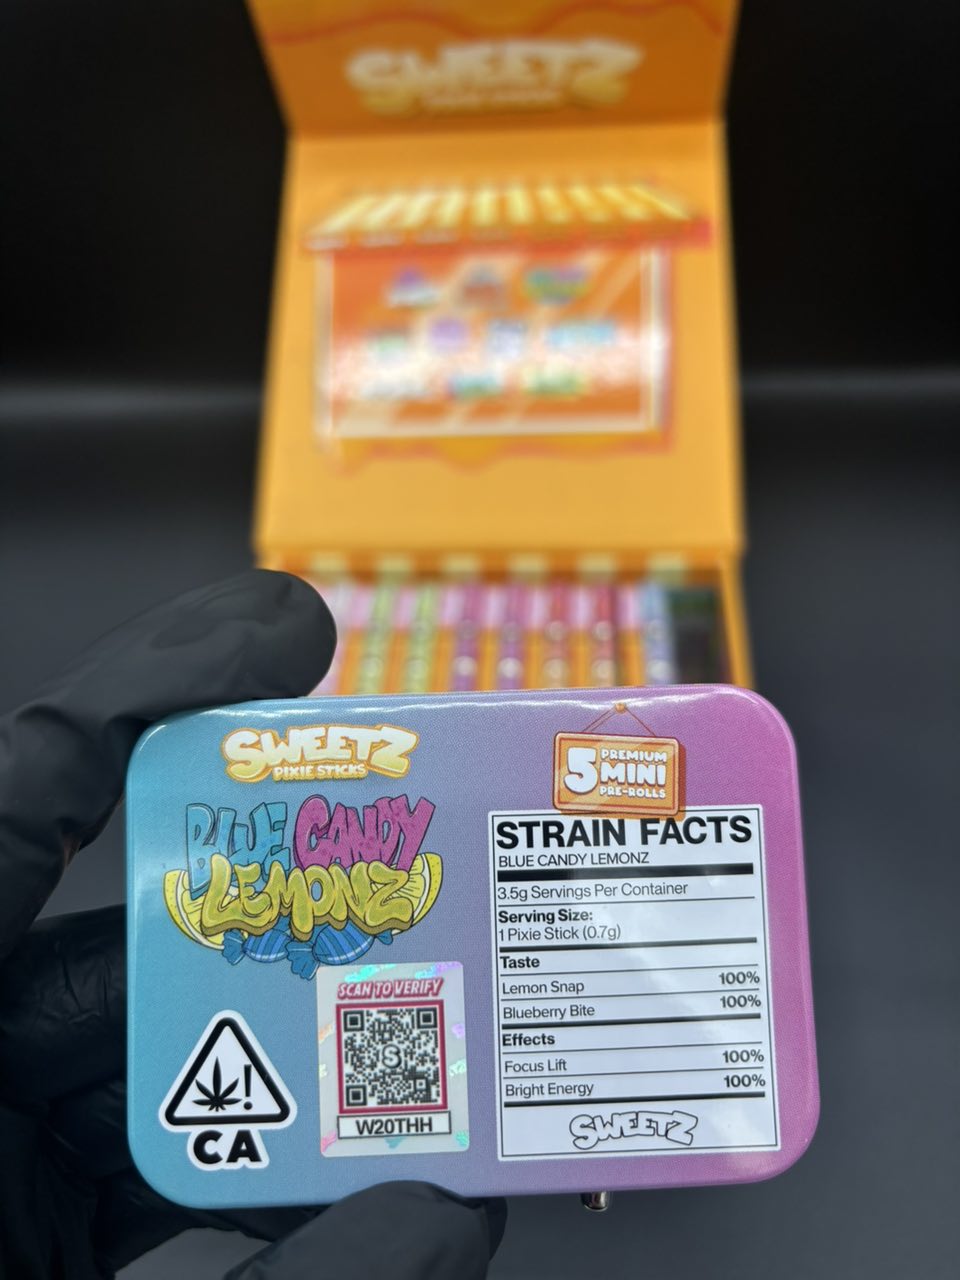 SWEETZ
SWEETZ
PIXIE STICKS
BLUE CANDY
LEMONZ
5 PREMIUM
MINI
PRE-ROLLS
STRAIN FACTS
BLUE CANDY LEMONZ
3.5g Servings Per Container
Serving Size:
1 Pixie Stick (0.7g)
Taste
Lemon Snap 100%
Blueberry Bite 100%
Effects
Focus Lift 100%
Bright Energy 100%
SWEETZ
SCAN TO VERIFY
S
W20THH
!
CA